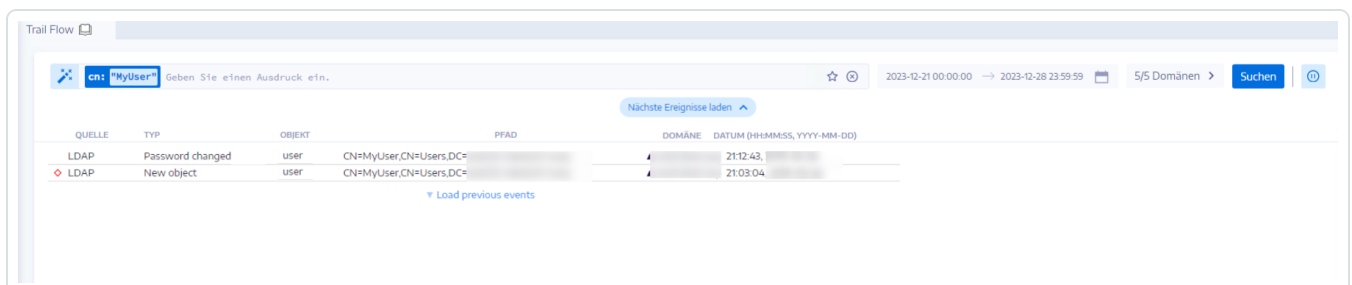 Trail Flow
cn: "MyUser" Geben Sie einen Ausdruck ein. 2023-12-21 00:00:00 → 2023-12-28 23:59:59 5/5 Domänen > Suchen
Nächste Ereignisse laden
QUELLE TYP OBJEKT PFAD DOMÄNE DATUM (HH:MM:SS, YYYY-MM-DD)
LDAP Password changed user CN=MyUser,CN=Users,DC= 21:12:43,
LDAP New object user CN=MyUser,CN=Users,DC= 21:03:04,
Load previous events